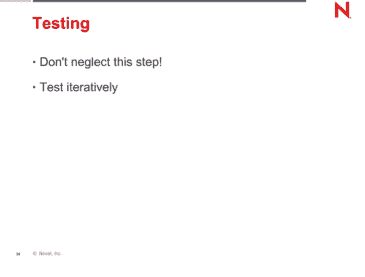 N
Testing
• Don't neglect this step!
• Test iteratively
© Novell, Inc.